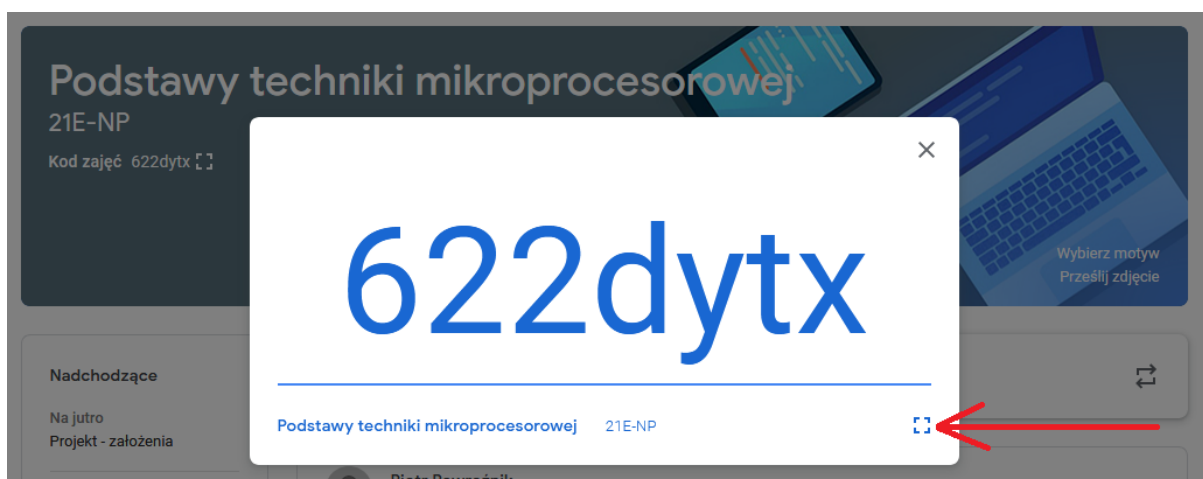 Podstawy techniki mikroprocesorowej
21E-NP
Kod zajęć 622dytx
622dytx
Wybierz motyw
Prześlij zdjęcie
Podstawy techniki mikroprocesorowej 21E-NP
Nadchodzące
Na jutro
Projekt - założenia